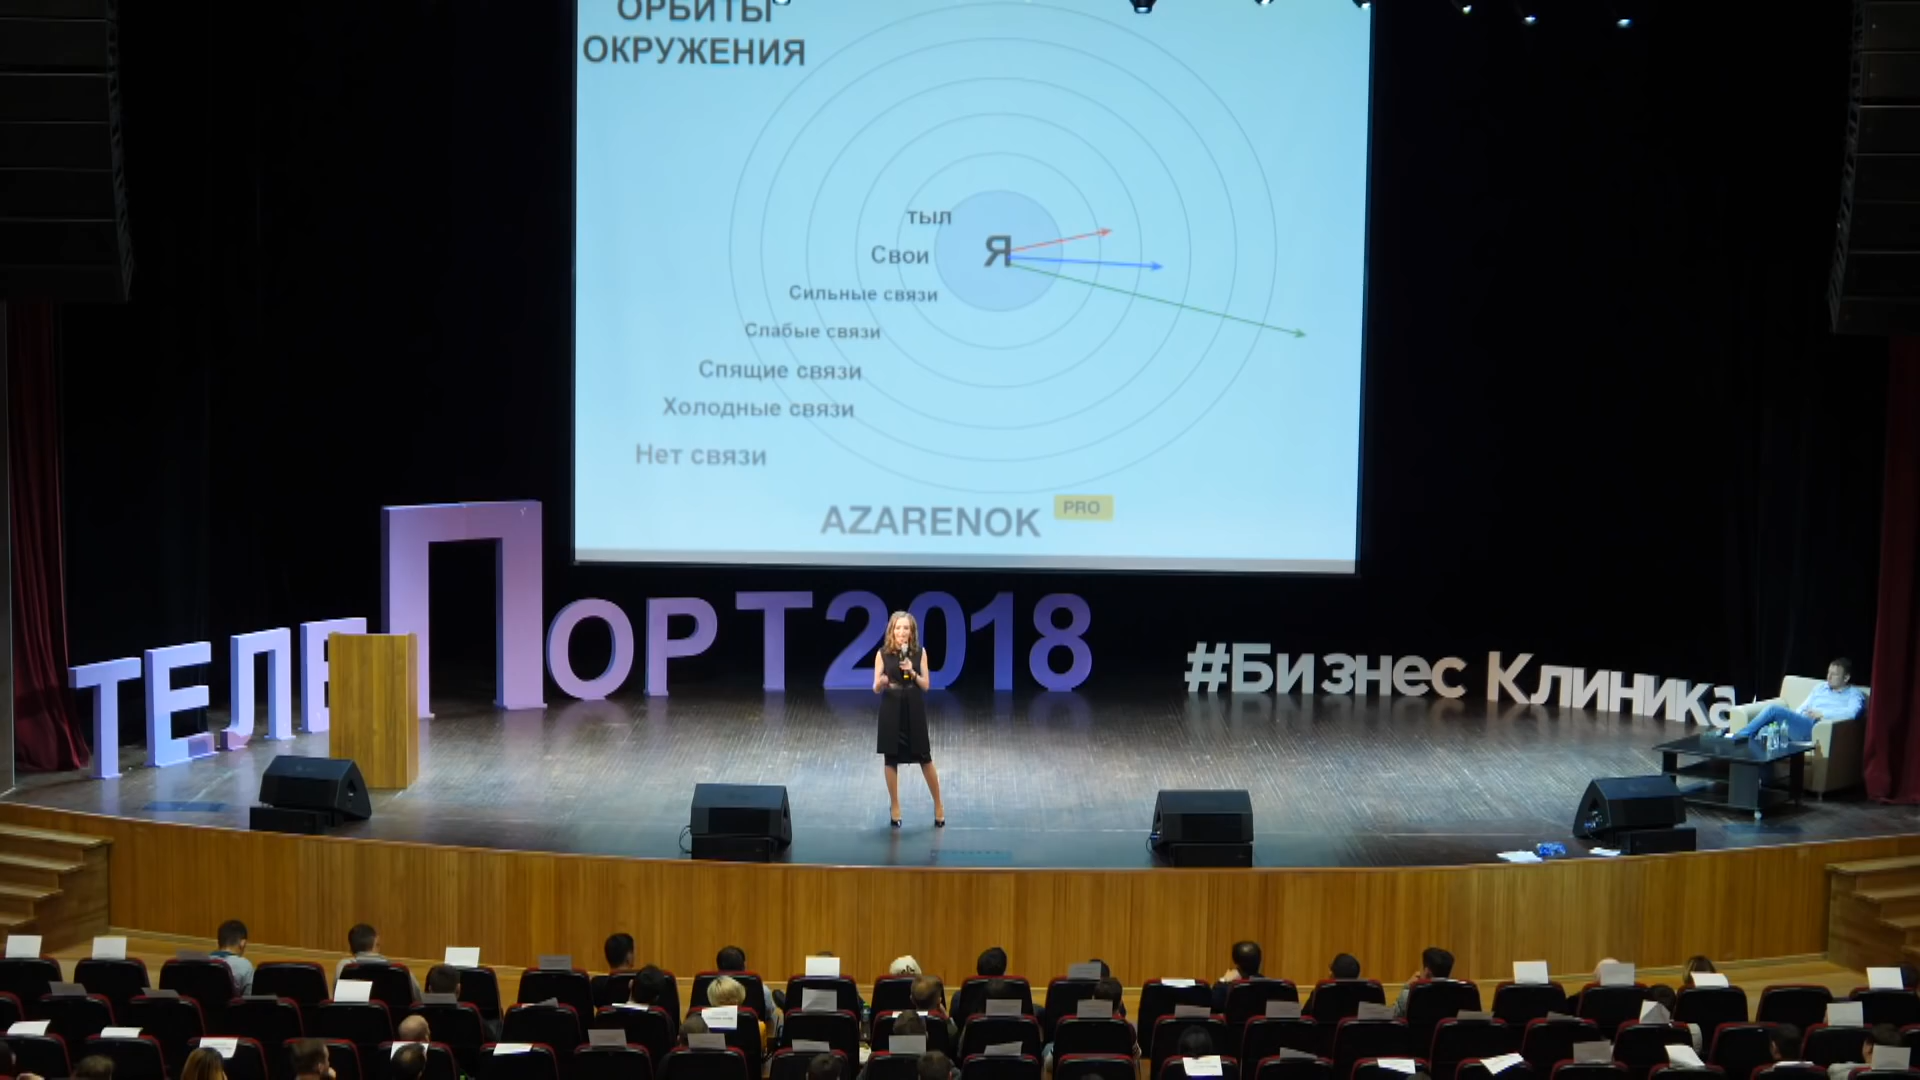 ОРБИТЫ
ОКРУЖЕНИЯ
тыл
Я
Свои
Сильные связи
Слабые связи
Спящие связи
Холодные связи
Нет связи
AZARENOK PRO
ТЕЛЕПОРТ2018
#Бизнес Клиника